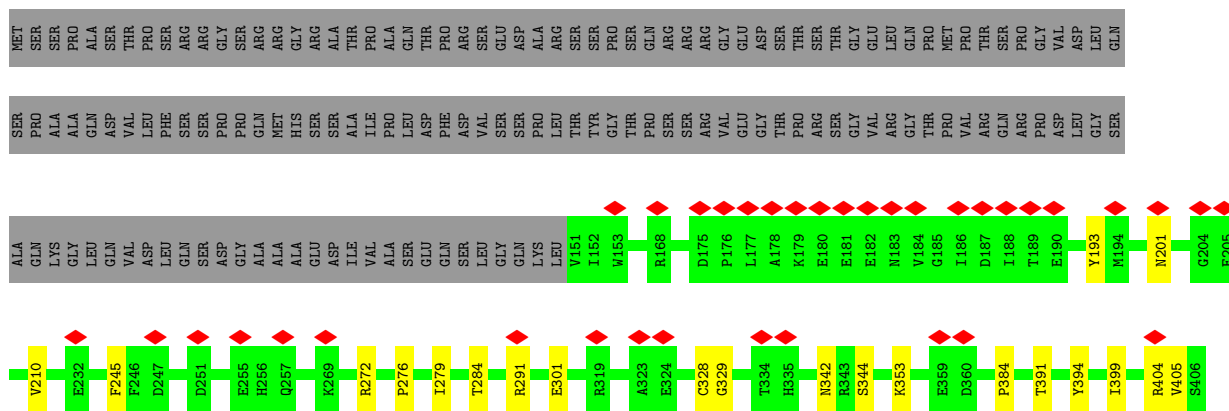 MET SER SER PRO ALA SER THR PRO SER ARG ARG GLY SER ARG ARG GLY ARG ALA THR PRO ALA GLN THR PRO ARG SER GLU ASP ALA ARG SER SER PRO SER GLN ARG ARG ARG GLY GLU ASP SER THR SER THR GLY GLU LEU GLN PRO MET PRO THR SER PRO GLY VAL ASP LEU GLN
SER PRO ALA ALA GLN ASP VAL LEU PHE SER SER PRO PRO GLN MET HIS SER SER ALA ILE PRO LEU ASP PHE ASP VAL SER SER PRO LEU THR TYR GLY THR PRO SER SER ARG VAL GLU GLY THR PRO ARG SER GLY VAL ARG GLY THR PRO VAL ARG GLN ARG PRO ASP LEU GLY SER
ALA GLN LYS GLY LEU GLN VAL ASP LEU GLN SER ASP GLY ALA ALA ALA GLU ASP ILE VAL ALA SER GLU GLN SER LEU GLY GLN LYS LEU V151 I152 W153 R168 D175 P176 L177 A178 K179 E180 E181 E182 N183 V184 G185 I186 D187 I188 T189 E190 Y193 M194 N201 G204
V210 E232 F245 F246 D247 D251 E255 H256 Q257 K269 R272 P276 I279 T284 R291 E301 R319 A323 E324 C328 G329 T334 H335 N342 R343 S344 K353 E359 D360 P384 T391 Y394 I399 R404 V405 S406